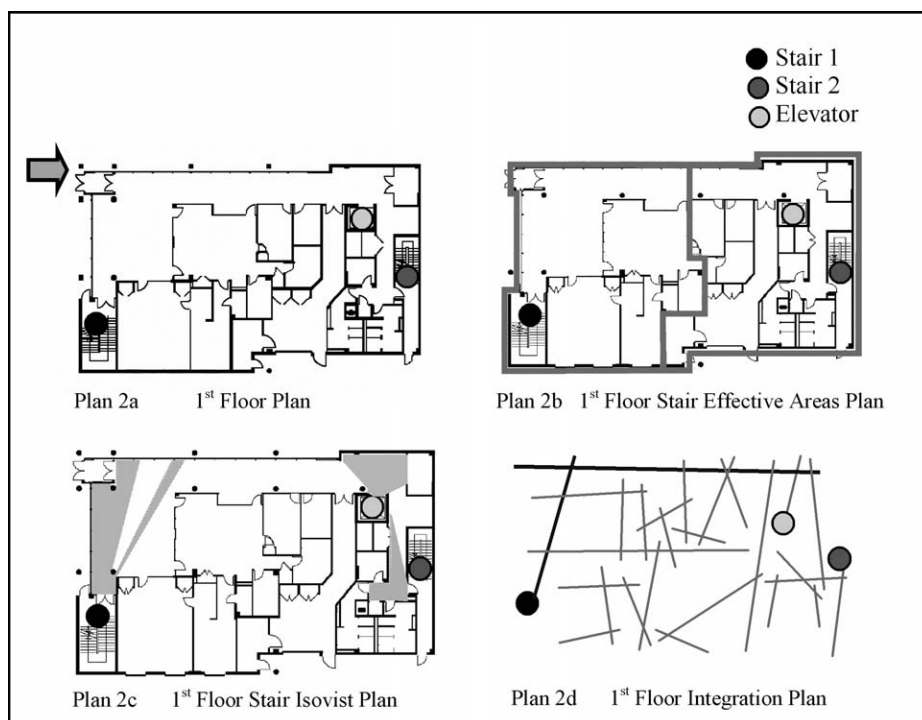 Stair 1
Stair 2
Elevator
Plan 2a 1st Floor Plan
Plan 2b 1st Floor Stair Effective Areas Plan
Plan 2c 1st Floor Stair Isovist Plan
Plan 2d 1st Floor Integration Plan